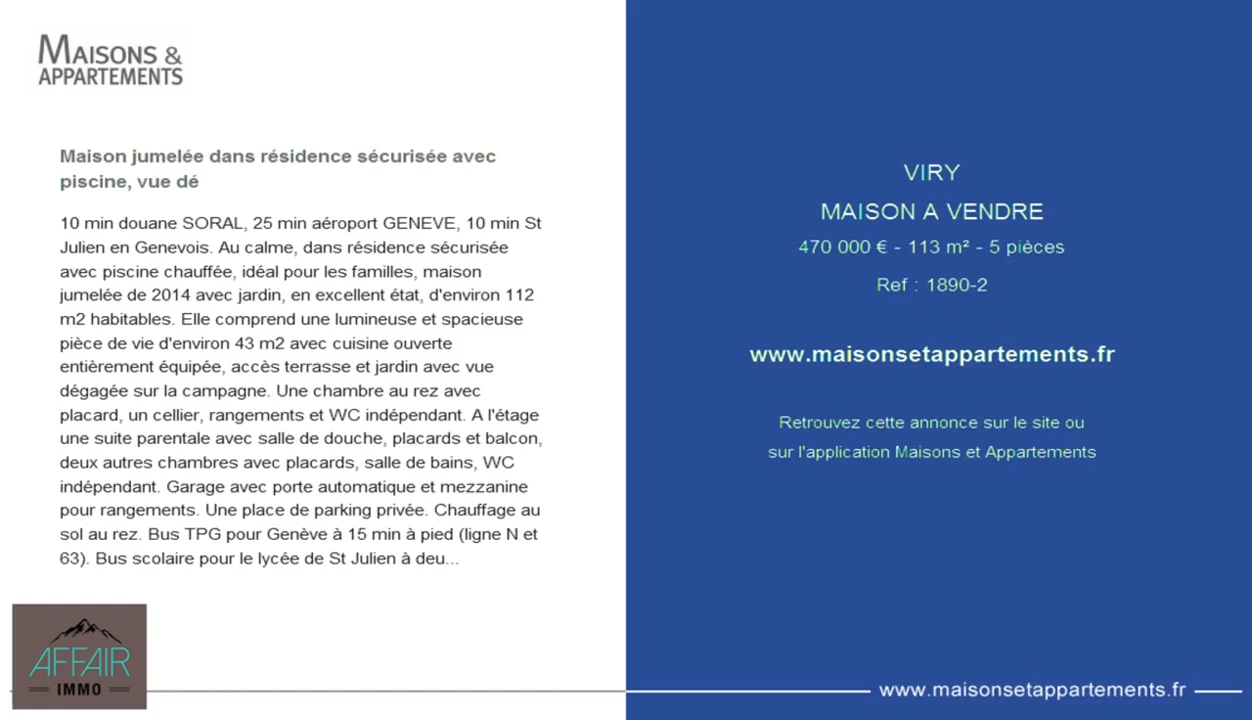 MAISONS &
APPARTEMENTS
Maison jumelée dans résidence sécurisée avec
piscine, vue dé
10 min douane SORAL, 25 min aéroport GENEVE, 10 min St
Julien en Genevois. Au calme, dans résidence sécurisée
avec piscine chauffée, idéal pour les familles, maison
jumelée de 2014 avec jardin, en excellent état, d'environ 112
m2 habitables. Elle comprend une lumineuse et spacieuse
pièce de vie d'environ 43 m2 avec cuisine ouverte
entièrement équipée, accès terrasse et jardin avec vue
dégagée sur la campagne. Une chambre au rez avec
placard, un cellier, rangements et WC indépendant. A l'étage
une suite parentale avec salle de douche, placards et balcon,
deux autres chambres avec placards, salle de bains, WC
indépendant. Garage avec porte automatique et mezzanine
pour rangements. Une place de parking privée. Chauffage au
sol au rez. Bus TPG pour Genève à 15 min à pied (ligne N et
63). Bus scolaire pour le lycée de St Julien à deu...
AFFAIR
IMMO
VIRY
MAISON A VENDRE
470 000 € - 113 m² - 5 pièces
Ref : 1890-2
www.maisonsetappartements.fr
Retrouvez cette annonce sur le site ou
sur l'application Maisons et Appartements
www.maisonsetappartements.fr